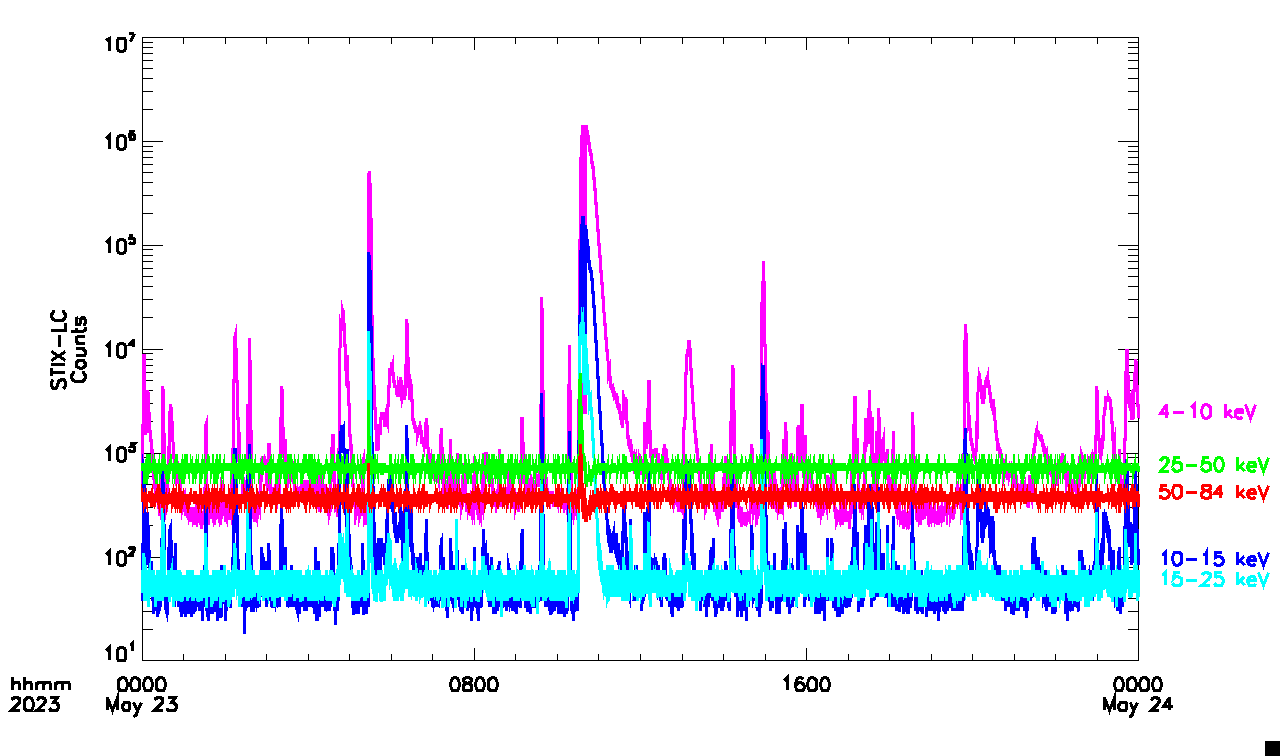 10⁷
10⁶
10⁵
10⁴
10³
10²
10¹
STIX-LC
Counts
4-10 keV
25-50 keV
50-84 keV
10-15 keV
15-25 keV
hhmm 0000 0800 1600 0000
2023 May 23 May 24